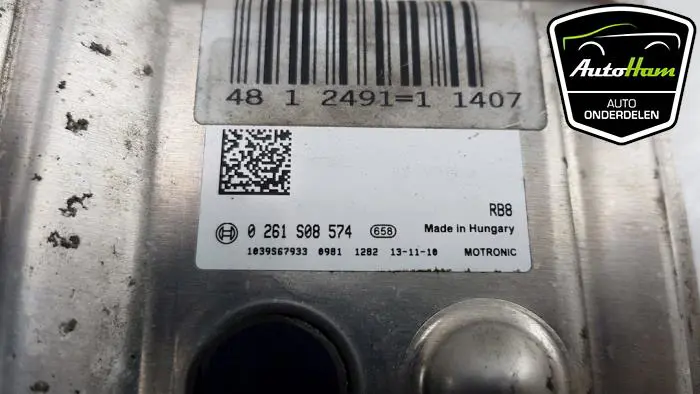 48 1 2491=1 1407
RB8
0 261 S08 574 658 Made in Hungary
1039S67933 0981 1282 13-11-10 MOTRONIC
AutoHam
AUTO
ONDERDELEN